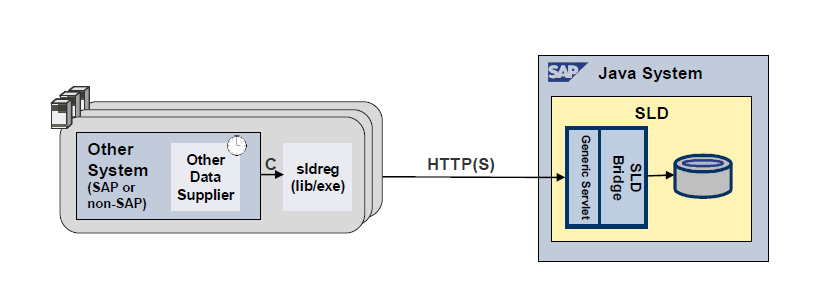 SAP
Java System
SLD
Other
System
(SAP or
non-SAP)
Other
Data
Supplier
C
sldreg
(lib/exe)
HTTP(S)
Generic Servlet
SLD
Bridge